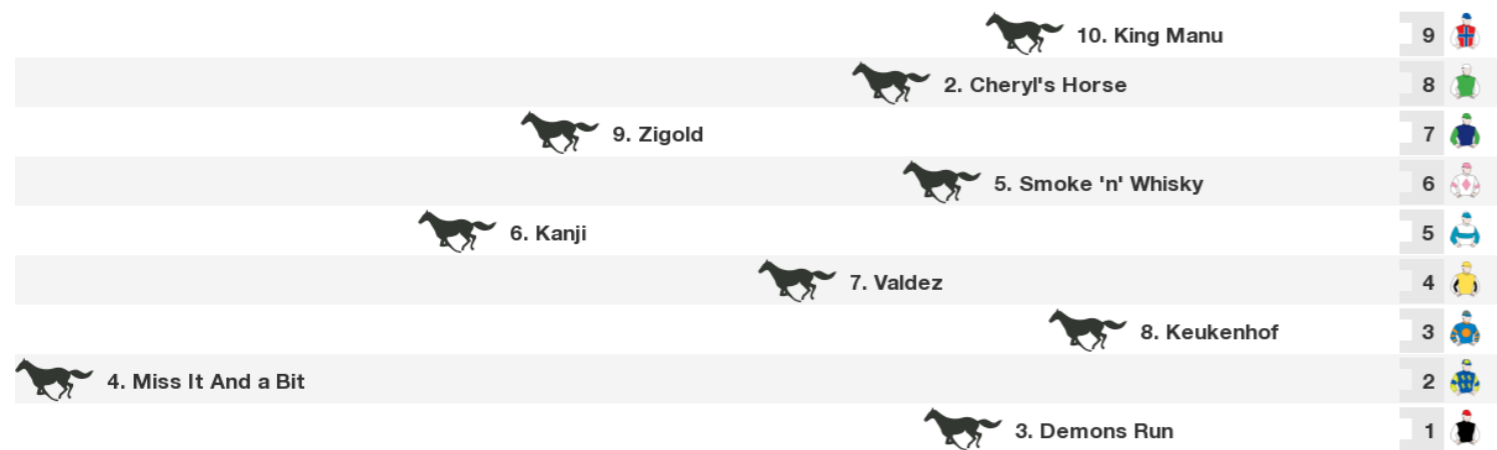 10. King Manu 9
2. Cheryl's Horse 8
9. Zigold 7
5. Smoke 'n' Whisky 6
6. Kanji 5
7. Valdez 4
8. Keukenhof 3
4. Miss It And a Bit 2
3. Demons Run 1